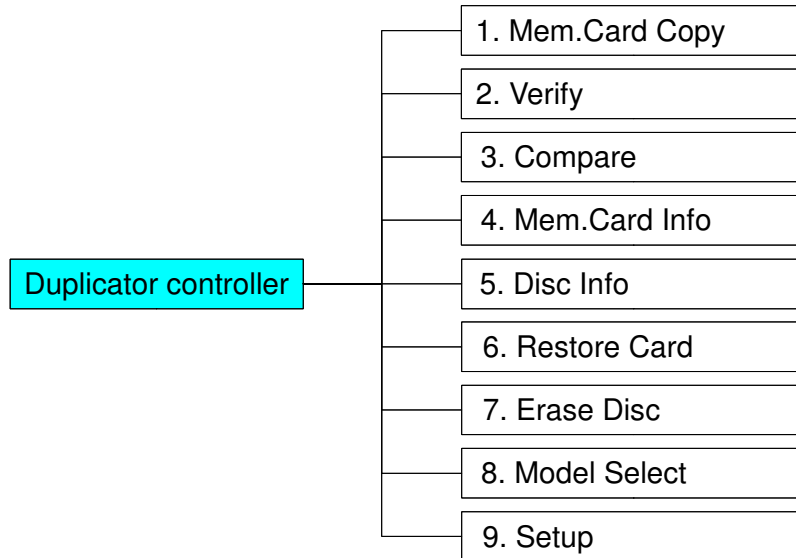 1. Mem.Card Copy
2. Verify
3. Compare
4. Mem.Card Info
Duplicator controller
5. Disc Info
6. Restore Card
7. Erase Disc
8. Model Select
9. Setup